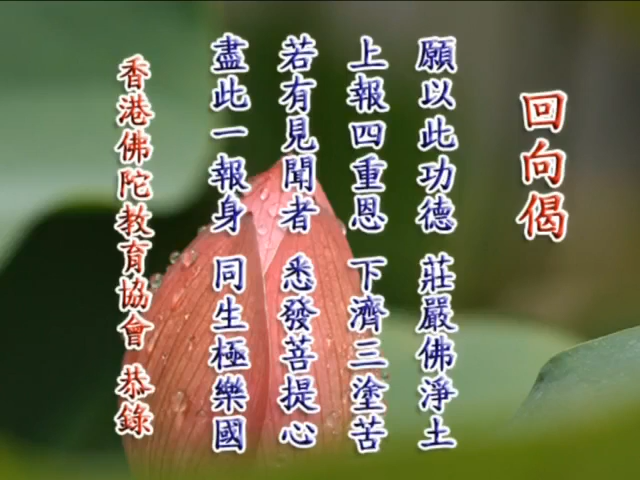 回向偈
願以此功德 莊嚴佛淨土
上報四重恩 下濟三塗苦
若有見聞者 悉發菩提心
盡此一報身 同生極樂國
香港佛陀教育協會 恭錄